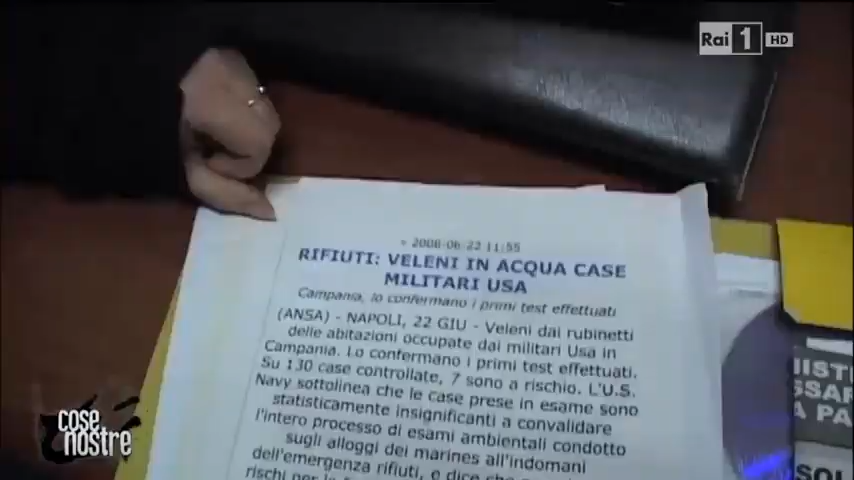 Rai 1 HD
2008-06-22 11:55
RIFIUTI: VELENI IN ACQUA CASE
MILITARI USA
Campania, lo confermano i primi test effettuati
(ANSA) - NAPOLI, 22 GIU - Veleni dai rubinetti
delle abitazioni occupate dai militari Usa in
Campania. Lo confermano i primi test effettuati.
Su 130 case controllate, 7 sono a rischio. L'U.S.
Navy sottolinea che le case prese in esame sono
statisticamente insignificanti a convalidare
l'intero processo di esami ambientali condotto
sugli alloggi dei marines all'indomani
dell'emergenza rifiuti, e dice che
rischi per la
cose
nostre